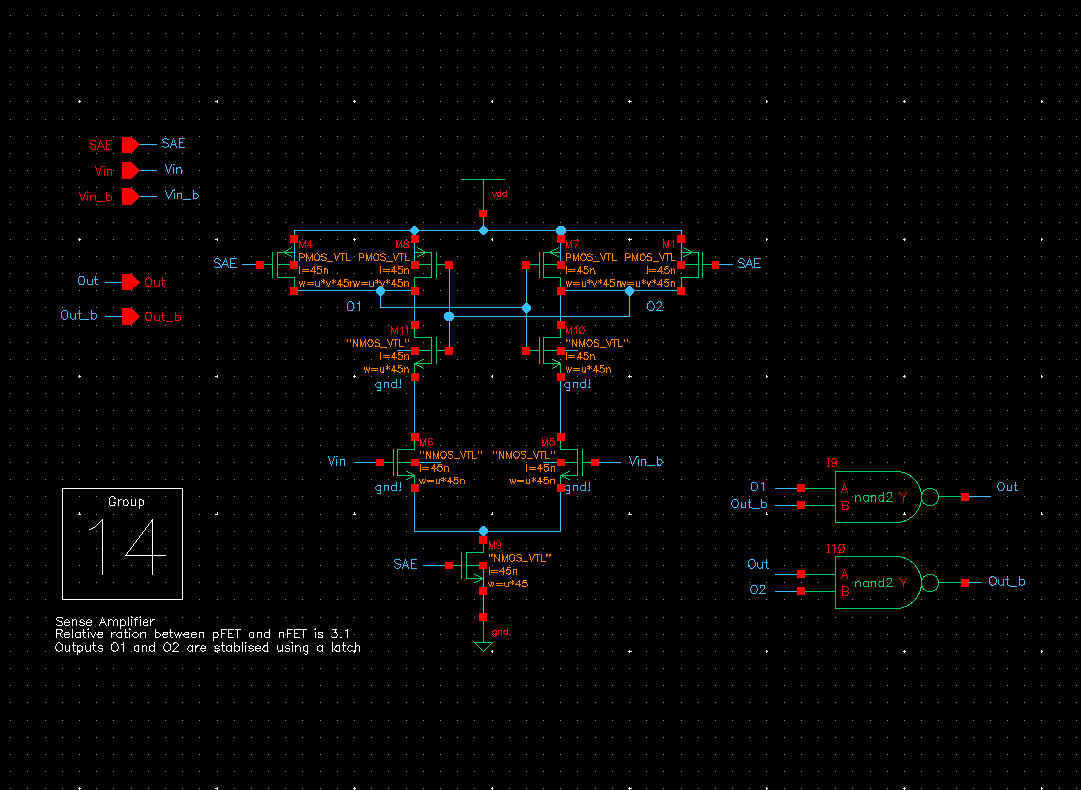 SAE SAE
Vin Vin
Vin_b Vin_b
Out Out
Out_b Out_b
vdd
M4 M8 M7 M1
SAE PMOS_VTL PMOS_VTL PMOS_VTL PMOS_VTL SAE
l=45n l=45n l=45n l=45n
w=u*v*45n w=u*v*45n w=u*v*45n w=u*v*45n
O1 O2
M11 M10
"NMOS_VTL" "NMOS_VTL"
l=45n l=45n
w=u*45n w=u*45n
gnd! gnd!
M6 M5
Vin "NMOS_VTL" "NMOS_VTL" Vin_b
l=45n l=45n
w=u*45n w=u*45n
gnd! gnd!
M9
SAE "NMOS_VTL"
l=45n
w=u*45
gnd
I9
O1 A nand2 Y Out
Out_b B
I10
Out A nand2 Y Out_b
O2 B
Group
14
Sense Amplifier
Relative ration between pFET and nFET is 3.1
Outputs O1 and O2 are stablised using a latch